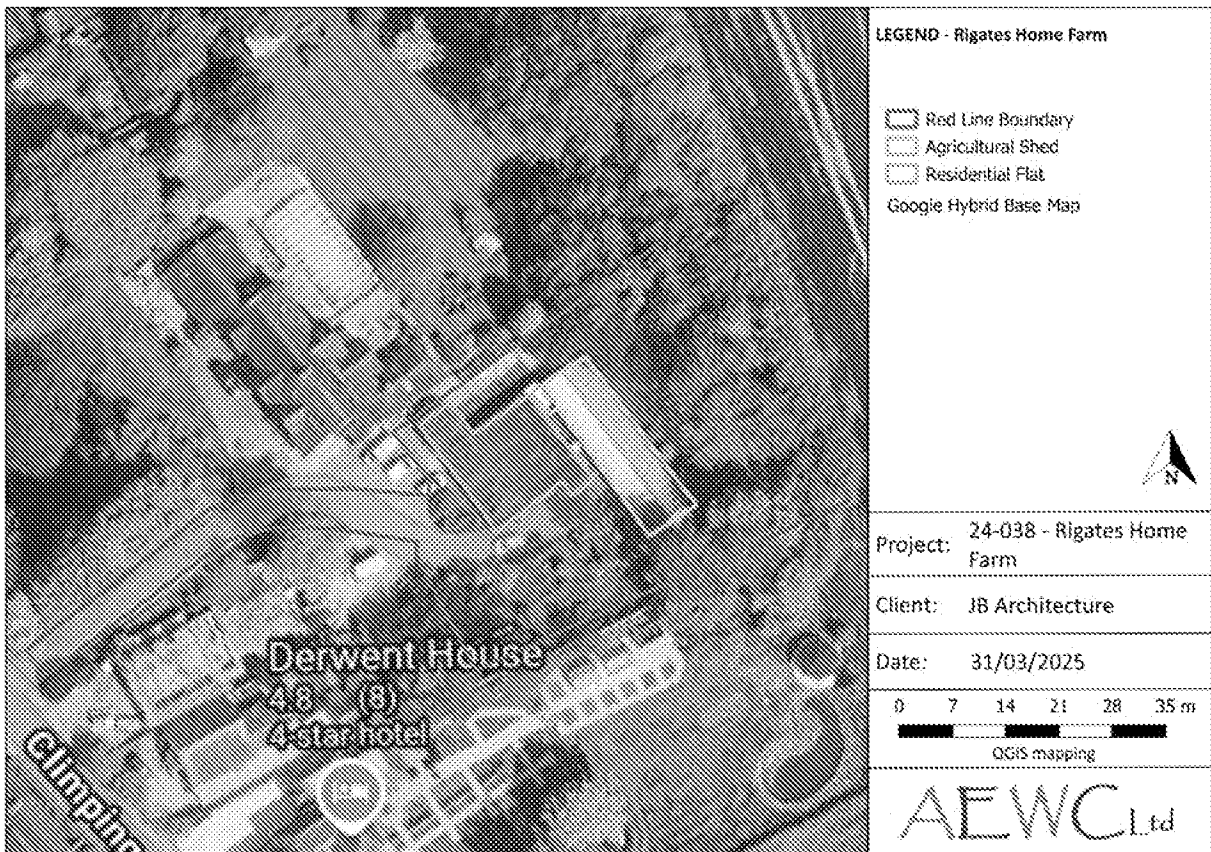 LEGEND - Rigates Home Farm
Red Line Boundary
Agricultural Shed
Residential Flat
Google Hybrid Base Map
N
Project: 24-038 - Rigates Home
Farm
Client: JB Architecture
Date: 31/03/2025
0 7 14 21 28 35 m
QGIS mapping
AEWC Ltd
Derwent House
4.8 (8)
4-star hotel
Climping